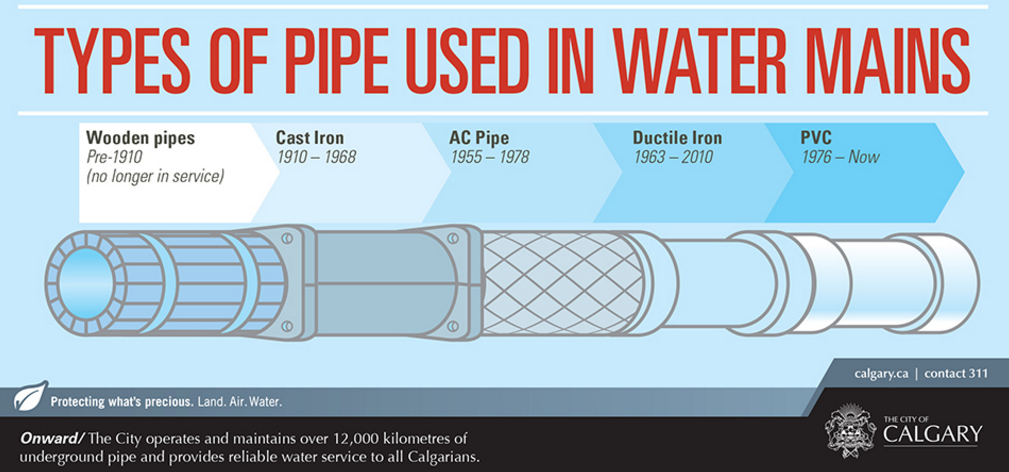 TYPES OF PIPE USED IN WATER MAINS
Wooden pipes
Pre-1910
(no longer in service)
Cast Iron
1910 – 1968
AC Pipe
1955 – 1978
Ductile Iron
1963 – 2010
PVC
1976 – Now
calgary.ca | contact 311
Protecting what's precious. Land. Air. Water.
Onward/ The City operates and maintains over 12,000 kilometres of
underground pipe and provides reliable water service to all Calgarians.
THE CITY OF
CALGARY